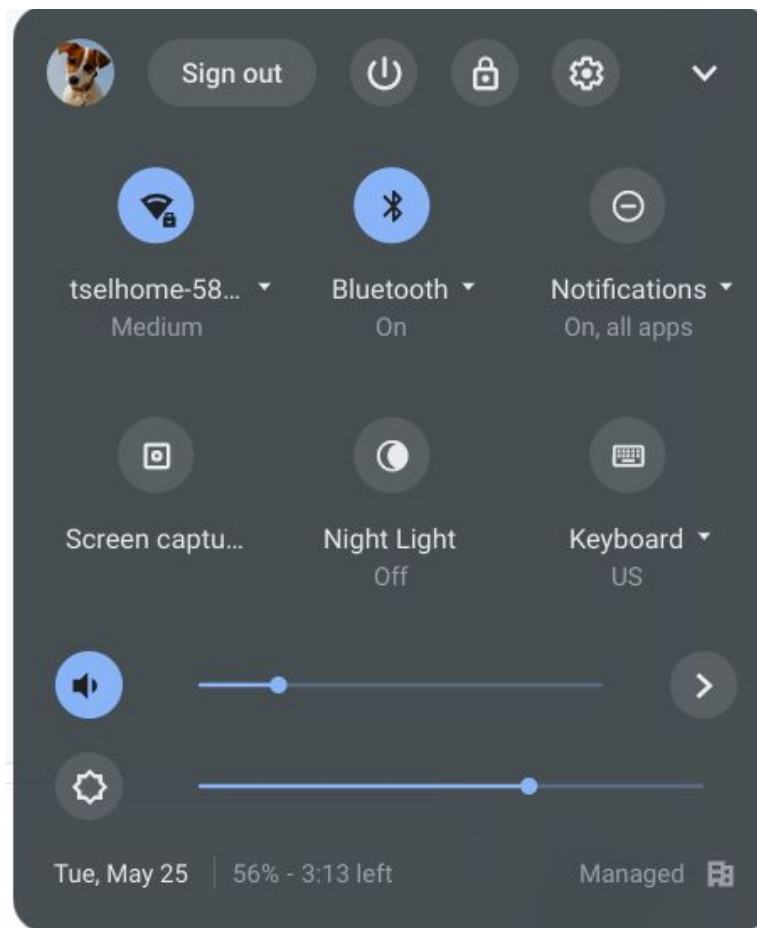 Sign out
tselhome-58... Bluetooth Notifications
Medium On On, all apps
Screen captu... Night Light Keyboard
Off US
Tue, May 25 56% - 3:13 left Managed